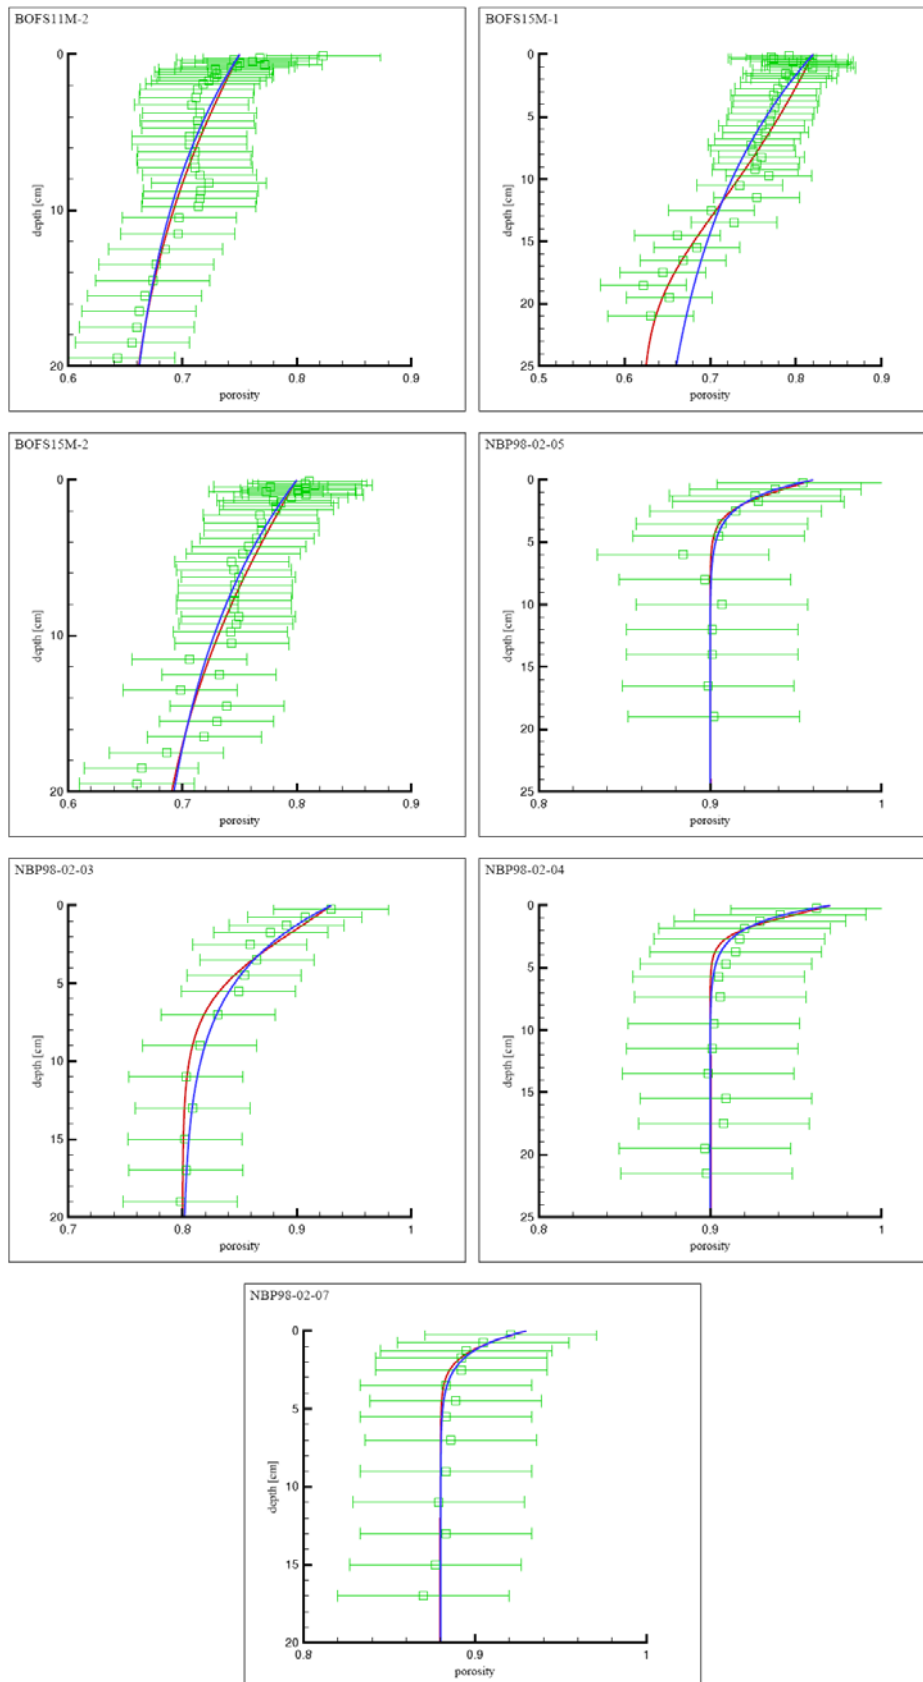 BOFS11M-2
0
10
20
depth [cm]
0.6 0.7 0.8 0.9
porosity
BOFS15M-1
0
5
10
15
20
25
depth [cm]
0.5 0.6 0.7 0.8 0.9
porosity
BOFS15M-2
0
10
20
depth [cm]
0.6 0.7 0.8 0.9
porosity
NBP98-02-05
0
5
10
15
20
25
depth [cm]
0.8 0.9 1
porosity
NBP98-02-03
0
5
10
15
20
depth [cm]
0.7 0.8 0.9 1
porosity
NBP98-02-04
0
5
10
15
20
25
depth [cm]
0.8 0.9 1
porosity
NBP98-02-07
0
5
10
15
20
depth [cm]
0.8 0.9 1
porosity